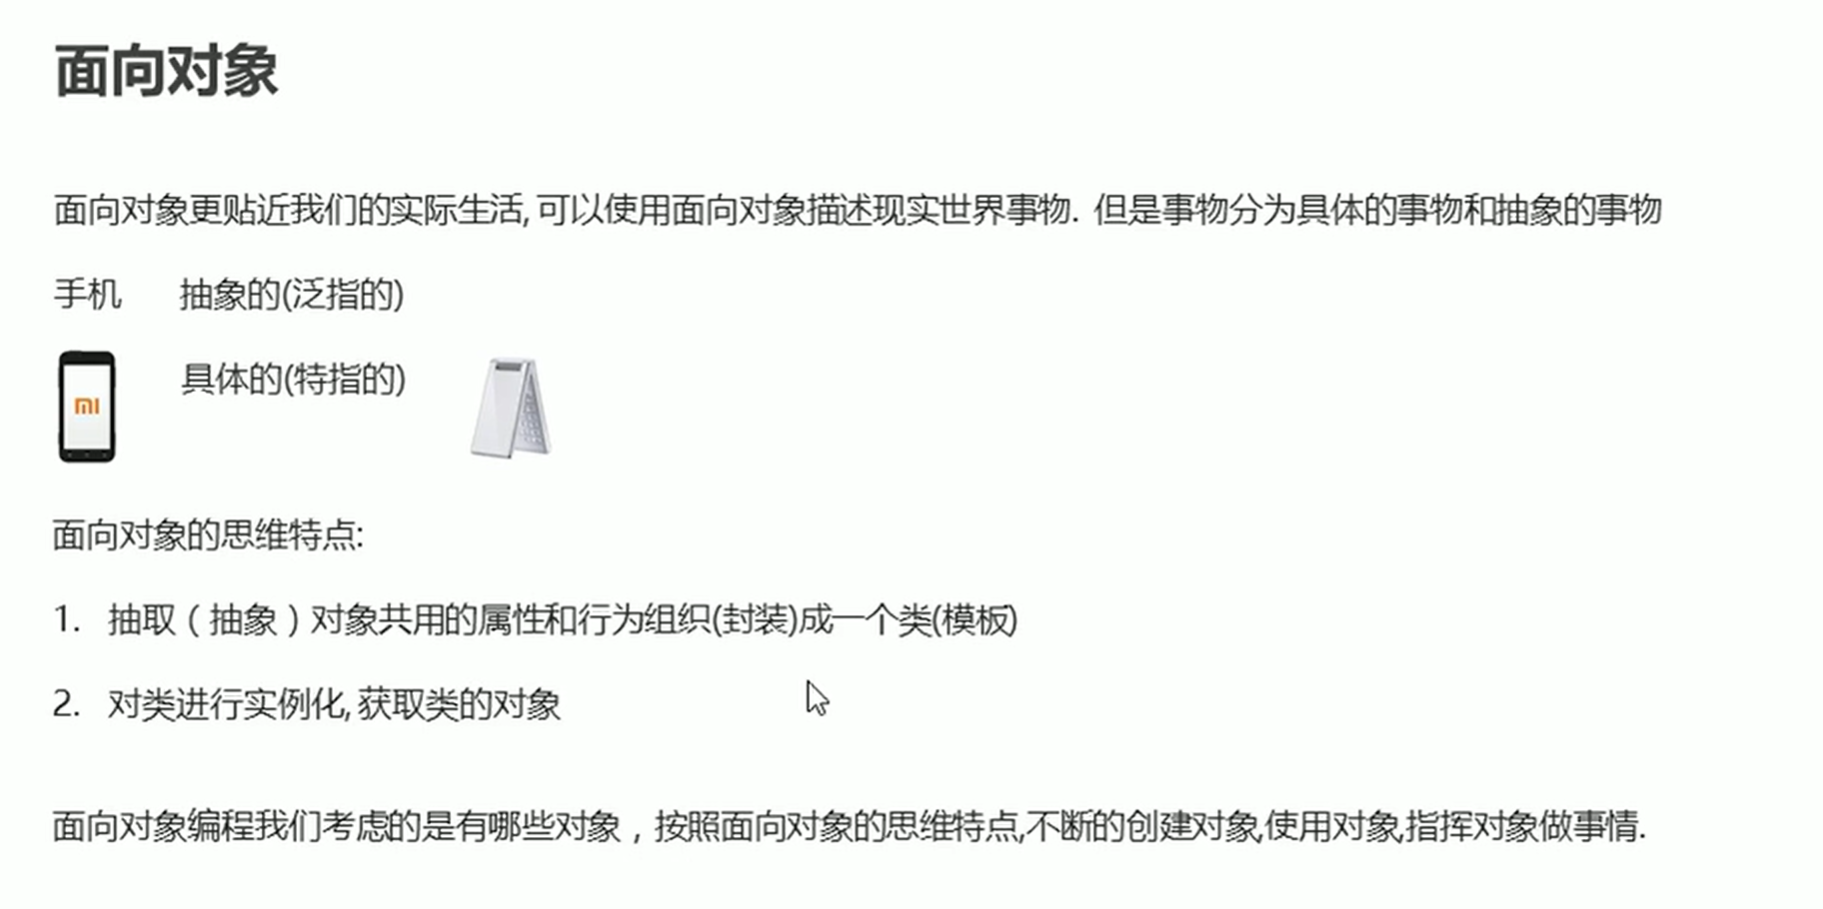 面向对象
面向对象更贴近我们的实际生活, 可以使用面向对象描述现实世界事物. 但是事物分为具体的事物和抽象的事物
手机 抽象的(泛指的)
具体的(特指的)
MI
面向对象的思维特点:
1. 抽取（抽象）对象共用的属性和行为组织(封装)成一个类(模板)
2. 对类进行实例化, 获取类的对象
面向对象编程我们考虑的是有哪些对象，按照面向对象的思维特点,不断的创建对象,使用对象,指挥对象做事情.